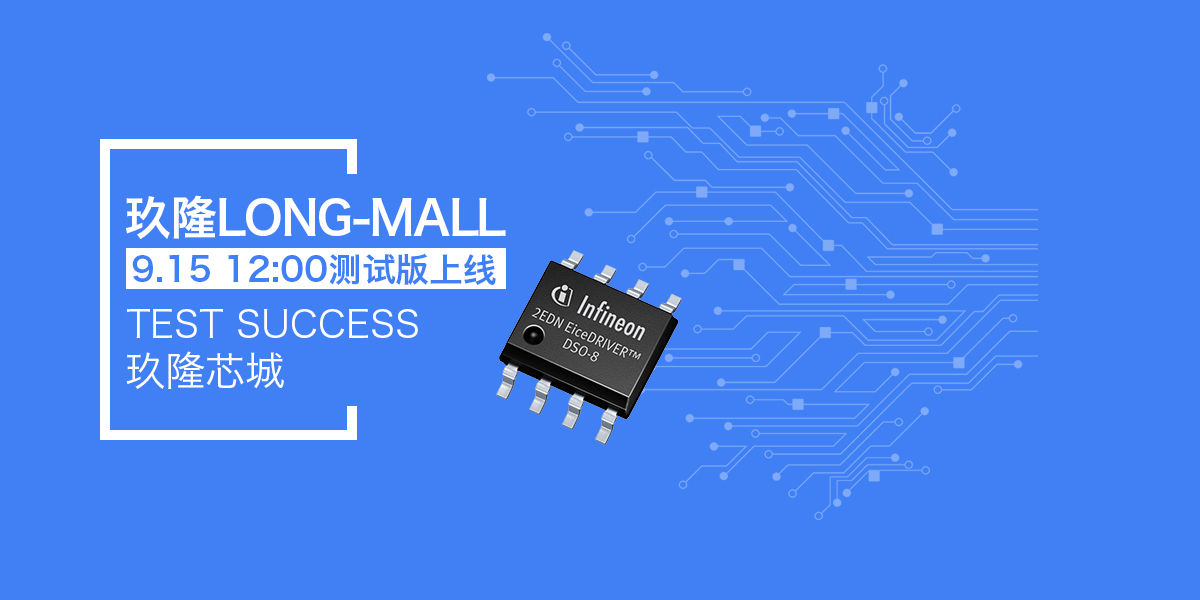 玖隆LONG-MALL
9.15 12:00测试版上线
TEST SUCCESS
玖隆芯城
Infineon
2EDN EiceDRIVER™
DSO-8